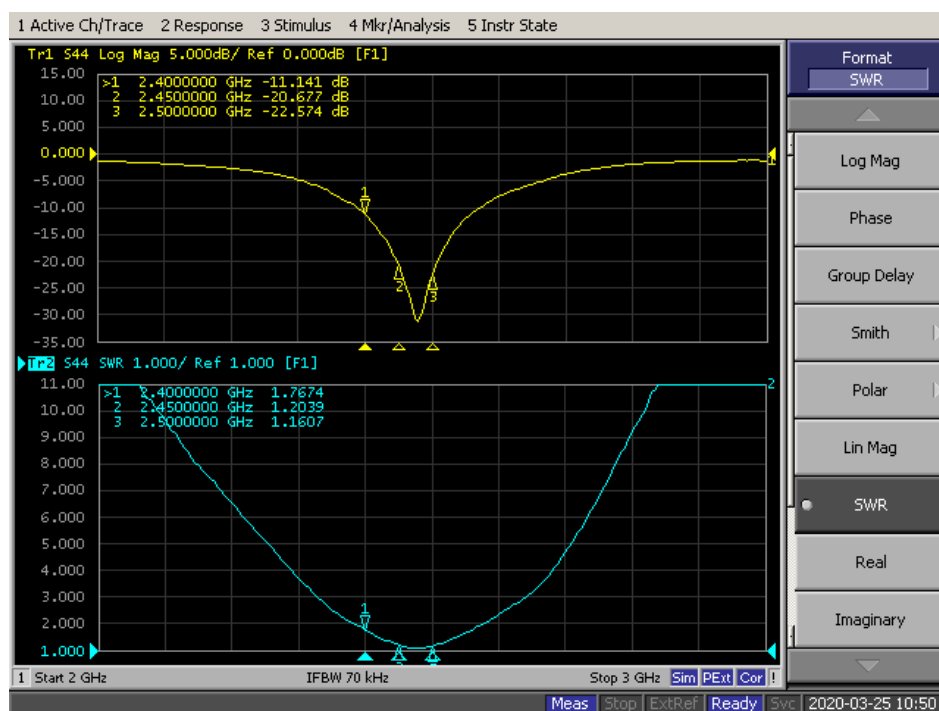 1 Active Ch/Trace 2 Response 3 Stimulus 4 Mkr/Analysis 5 Instr State
Tr1 S44 Log Mag 5.000dB/ Ref 0.000dB [F1]
15.00
10.00
5.000
0.000
-5.000
-10.00
-15.00
-20.00
-25.00
-30.00
-35.00
>1 2.4000000 GHz -11.141 dB
2 2.4500000 GHz -20.677 dB
3 2.5000000 GHz -22.574 dB
1
1
2
3
Tr2 S44 SWR 1.000/ Ref 1.000 [F1]
11.00
10.00
9.000
8.000
7.000
6.000
5.000
4.000
3.000
2.000
1.000
>1 2.4000000 GHz 1.7674
2 2.4500000 GHz 1.2039
3 2.5000000 GHz 1.1607
2
1
1 Start 2 GHz IFBW 70 kHz Stop 3 GHz Sim PExt Cor !
Meas Stop ExtRef Ready Svc 2020-03-25 10:50
Format
SWR
Log Mag
Phase
Group Delay
Smith
Polar
Lin Mag
SWR
Real
Imaginary